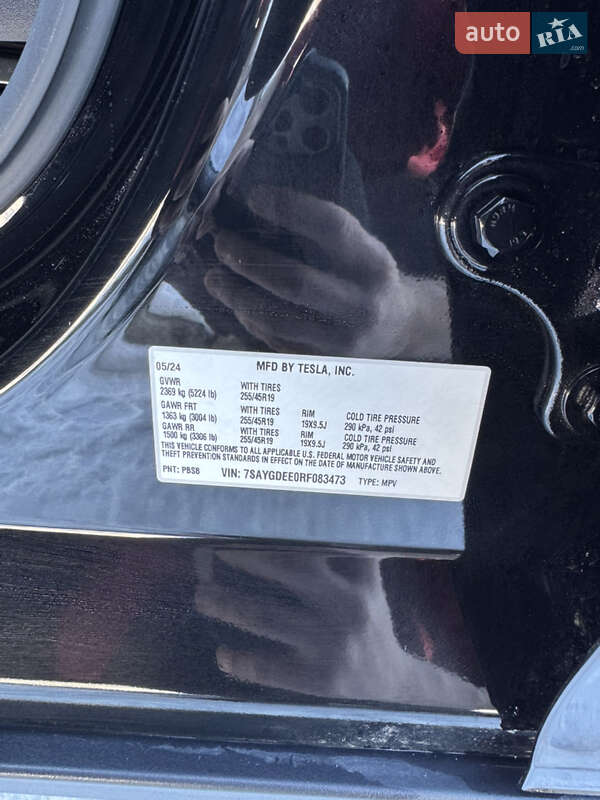 auto RIA .com
05/24 MFD BY TESLA, INC.
GVWR WITH TIRES
2369 kg (5224 lb) 255/45R19
GAWR FRT WITH TIRES RIM COLD TIRE PRESSURE
1363 kg (3004 lb) 255/45R19 19X9.5J 290 kPa, 42 psi
GAWR RR WITH TIRES RIM COLD TIRE PRESSURE
1500 kg (3306 lb) 255/45R19 19X9.5J 290 kPa, 42 psi
THIS VEHICLE CONFORMS TO ALL APPLICABLE U.S. FEDERAL MOTOR VEHICLE SAFETY AND
THEFT PREVENTION STANDARDS IN EFFECT ON THE DATE OF MANUFACTURE SHOWN ABOVE.
PNT: PBSB VIN: 7SAYGDEE0RF083473 TYPE: MPV